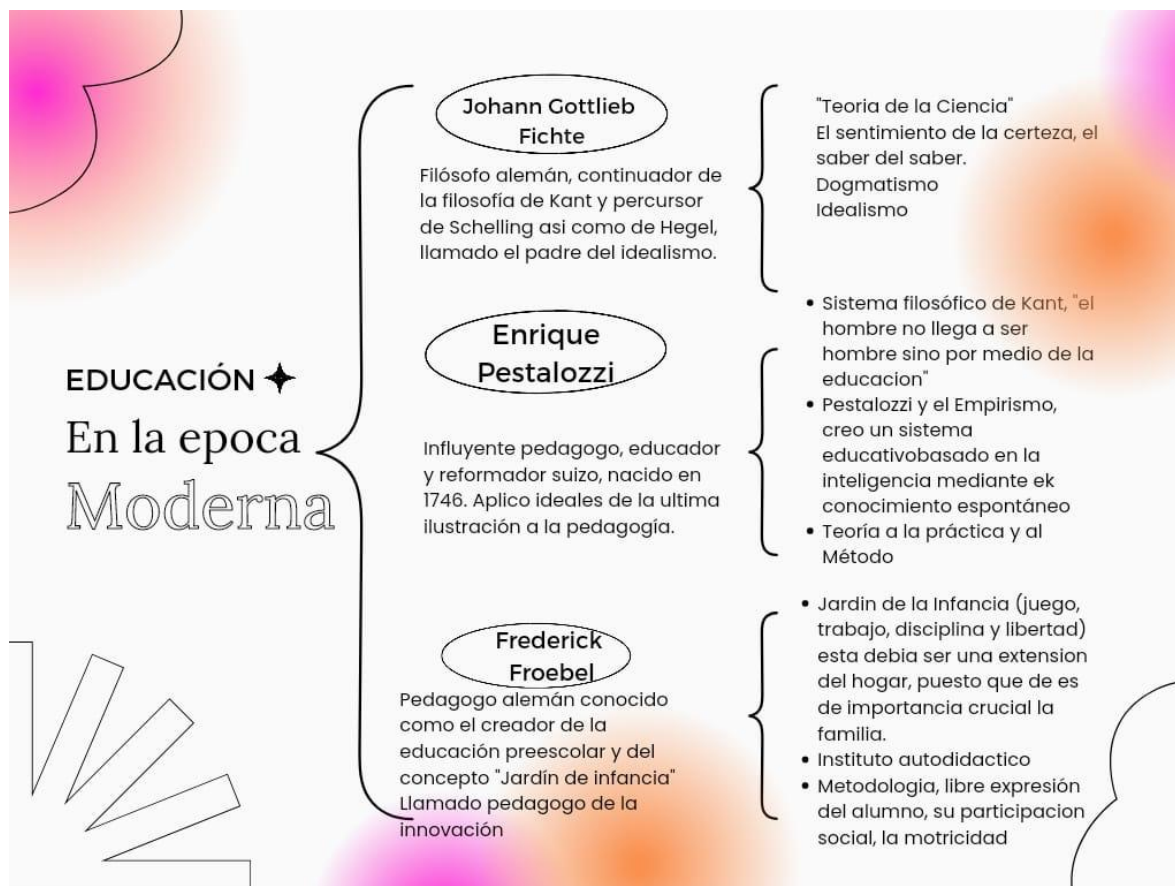 EDUCACIÓN
En la epoca
Moderna
Johann Gottlieb
Fichte
Filósofo alemán, continuador de
la filosofía de Kant y percursor
de Schelling asi como de Hegel,
llamado el padre del idealismo.
"Teoria de la Ciencia"
El sentimiento de la certeza, el
saber del saber.
Dogmatismo
Idealismo
Enrique
Pestalozzi
Influyente pedagogo, educador
y reformador suizo, nacido en
1746. Aplico ideales de la ultima
ilustración a la pedagogía.
• Sistema filosófico de Kant, "el
hombre no llega a ser
hombre sino por medio de la
educacion"
• Pestalozzi y el Empirismo,
creo un sistema
educativobasado en la
inteligencia mediante ek
conocimiento espontáneo
• Teoría a la práctica y al
Método
Frederick
Froebel
Pedagogo alemán conocido
como el creador de la
educación preescolar y del
concepto "Jardín de infancia"
Llamado pedagogo de la
innovación
• Jardin de la Infancia (juego,
trabajo, disciplina y libertad)
esta debia ser una extension
del hogar, puesto que de es
de importancia crucial la
familia.
• Instituto autodidactico
• Metodologia, libre expresión
del alumno, su participacion
social, la motricidad